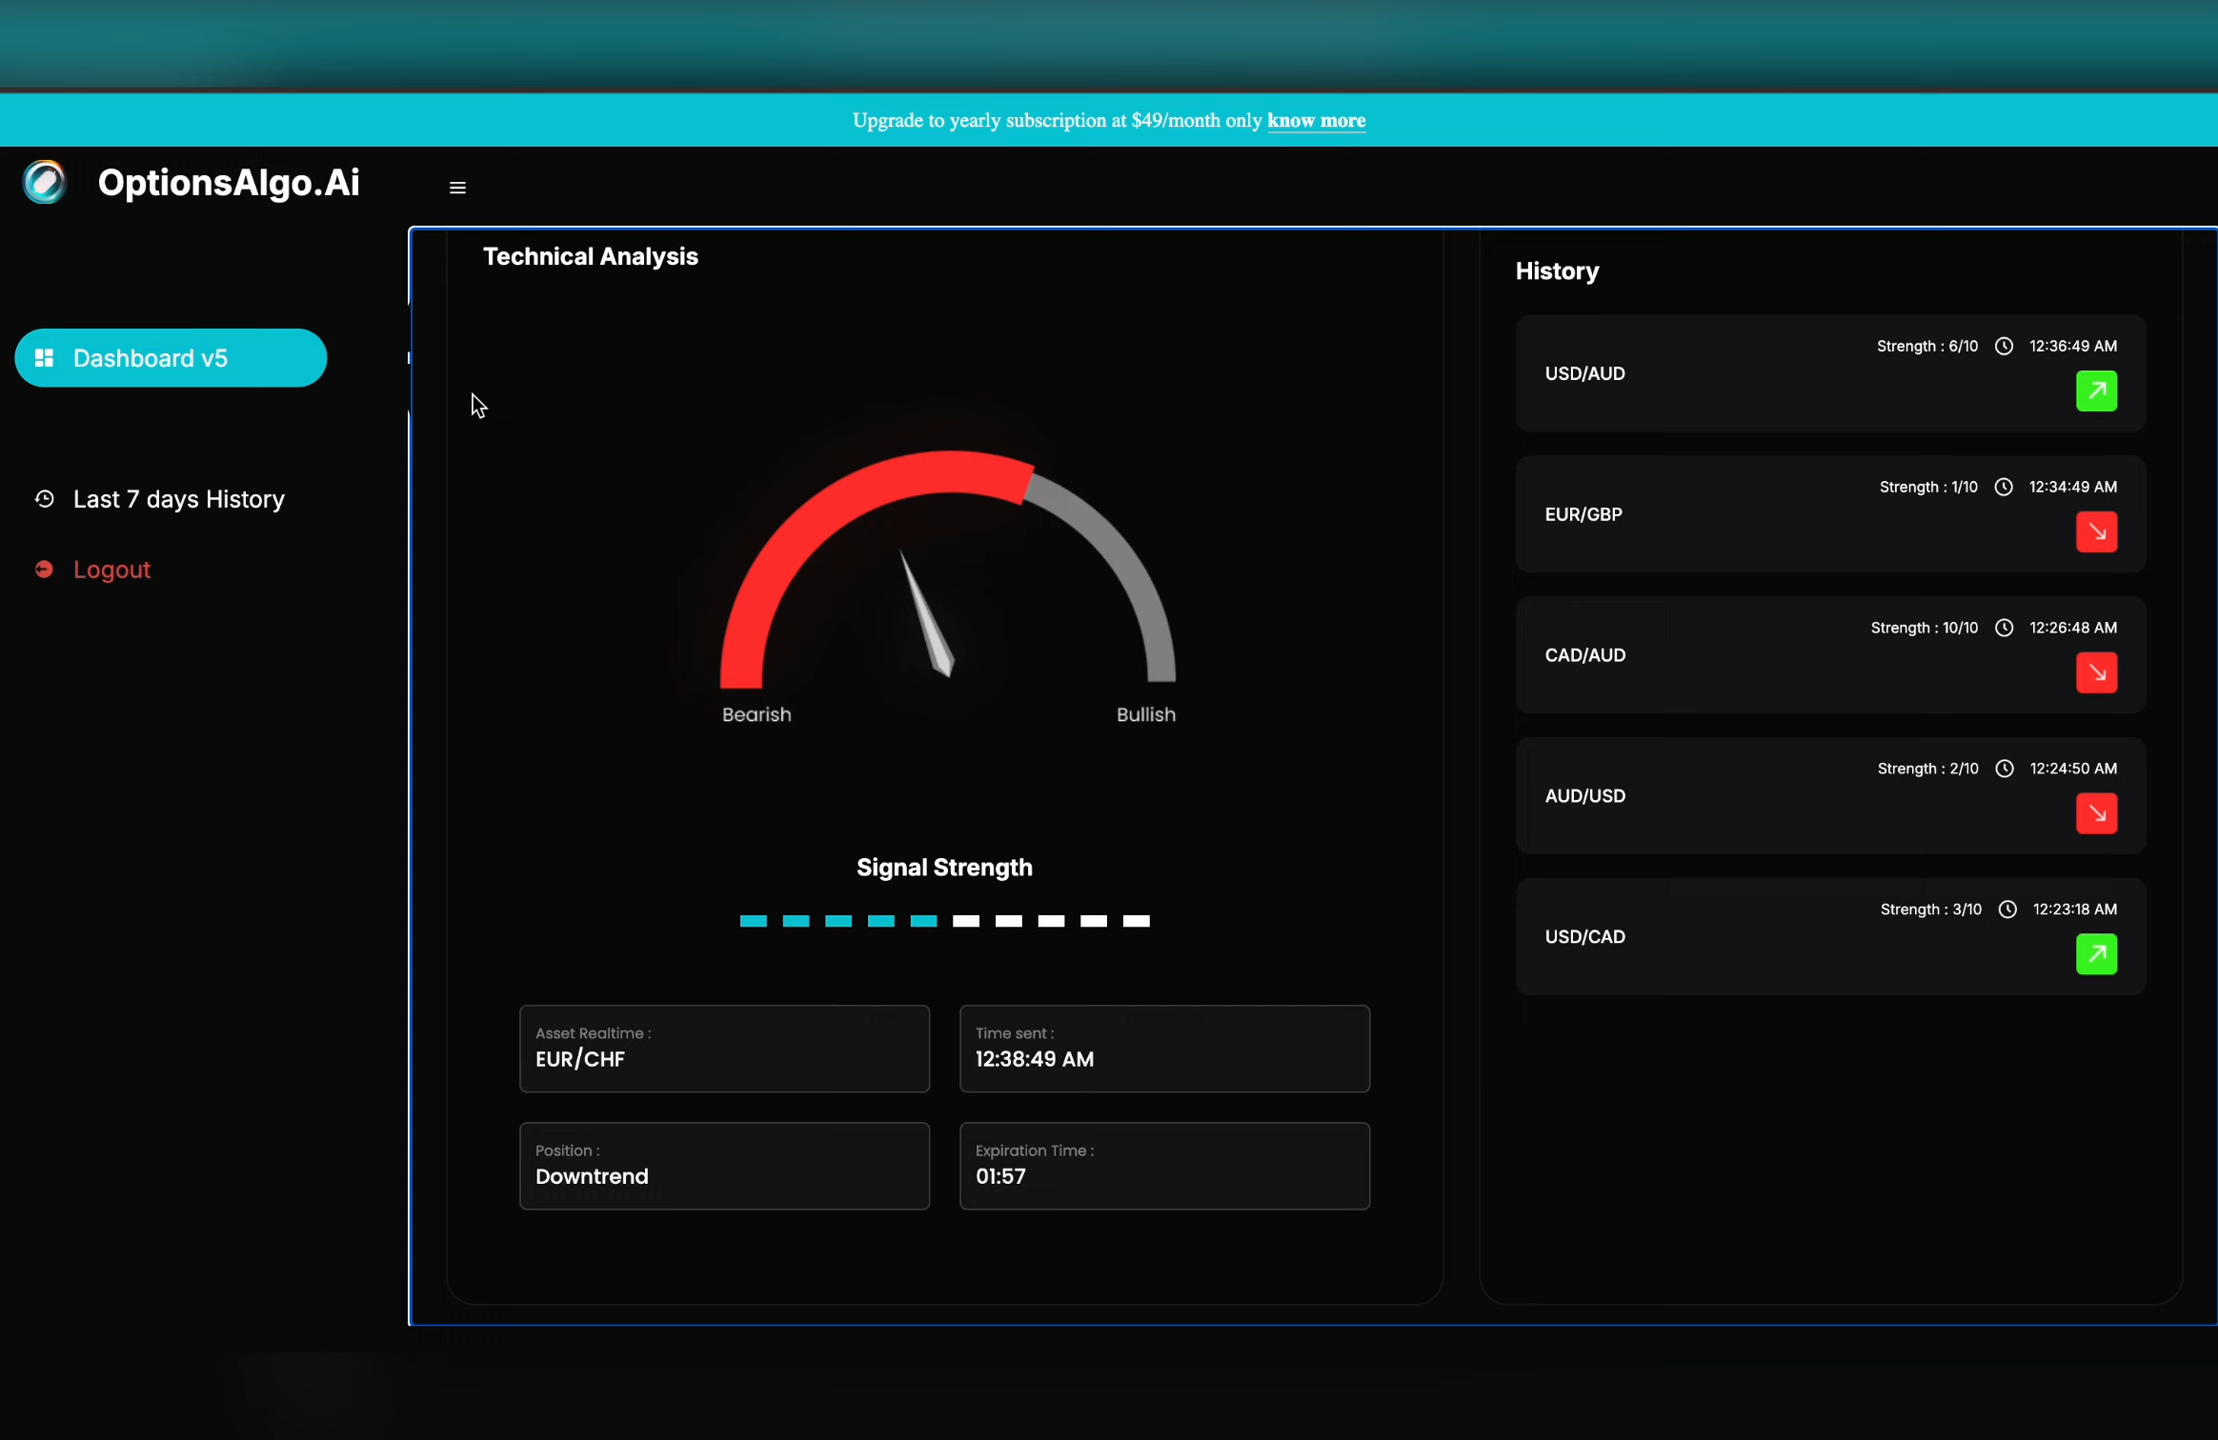 Upgrade to yearly subscription at $49/month only know more
OptionsAlgo.Ai
Dashboard v5
Last 7 days History
Logout
Technical Analysis
Bearish
Bullish
Signal Strength
Asset Realtime :
EUR/CHF
Time sent :
12:38:49 AM
Position :
Downtrend
Expiration Time :
01:57
History
Strength : 6/10 12:36:49 AM
USD/AUD
Strength : 1/10 12:34:49 AM
EUR/GBP
Strength : 10/10 12:26:48 AM
CAD/AUD
Strength : 2/10 12:24:50 AM
AUD/USD
Strength : 3/10 12:23:18 AM
USD/CAD